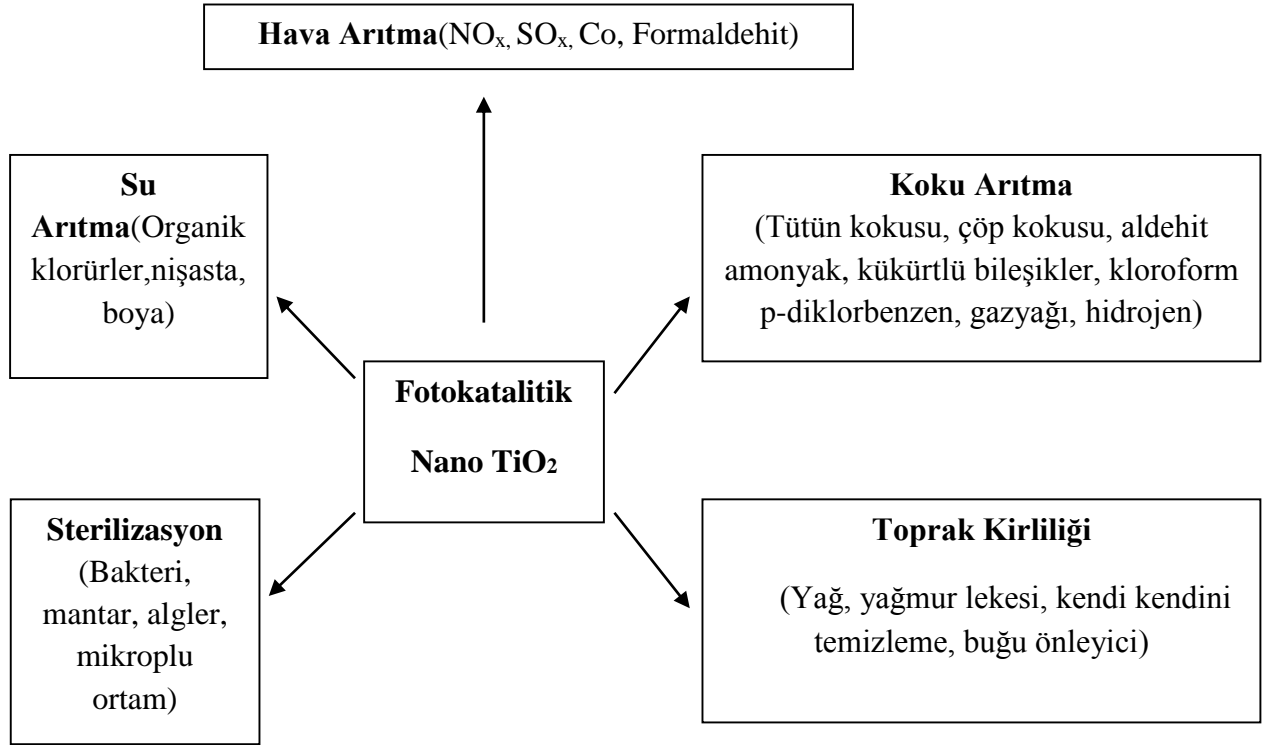 Hava Arıtma(NOₓ, SOₓ, Co, Formaldehit)
Su
Arıtma(Organik
klorürler,nişasta,
boya)
Koku Arıtma
(Tütün kokusu, çöp kokusu, aldehit
amonyak, kükürtlü bileşikler, kloroform
p-diklorbenzen, gazyağı, hidrojen)
Fotokatalitik
Nano TiO₂
Sterilizasyon
(Bakteri,
mantar, algler,
mikroplu
ortam)
Toprak Kirliliği
(Yağ, yağmur lekesi, kendi kendini
temizleme, buğu önleyici)